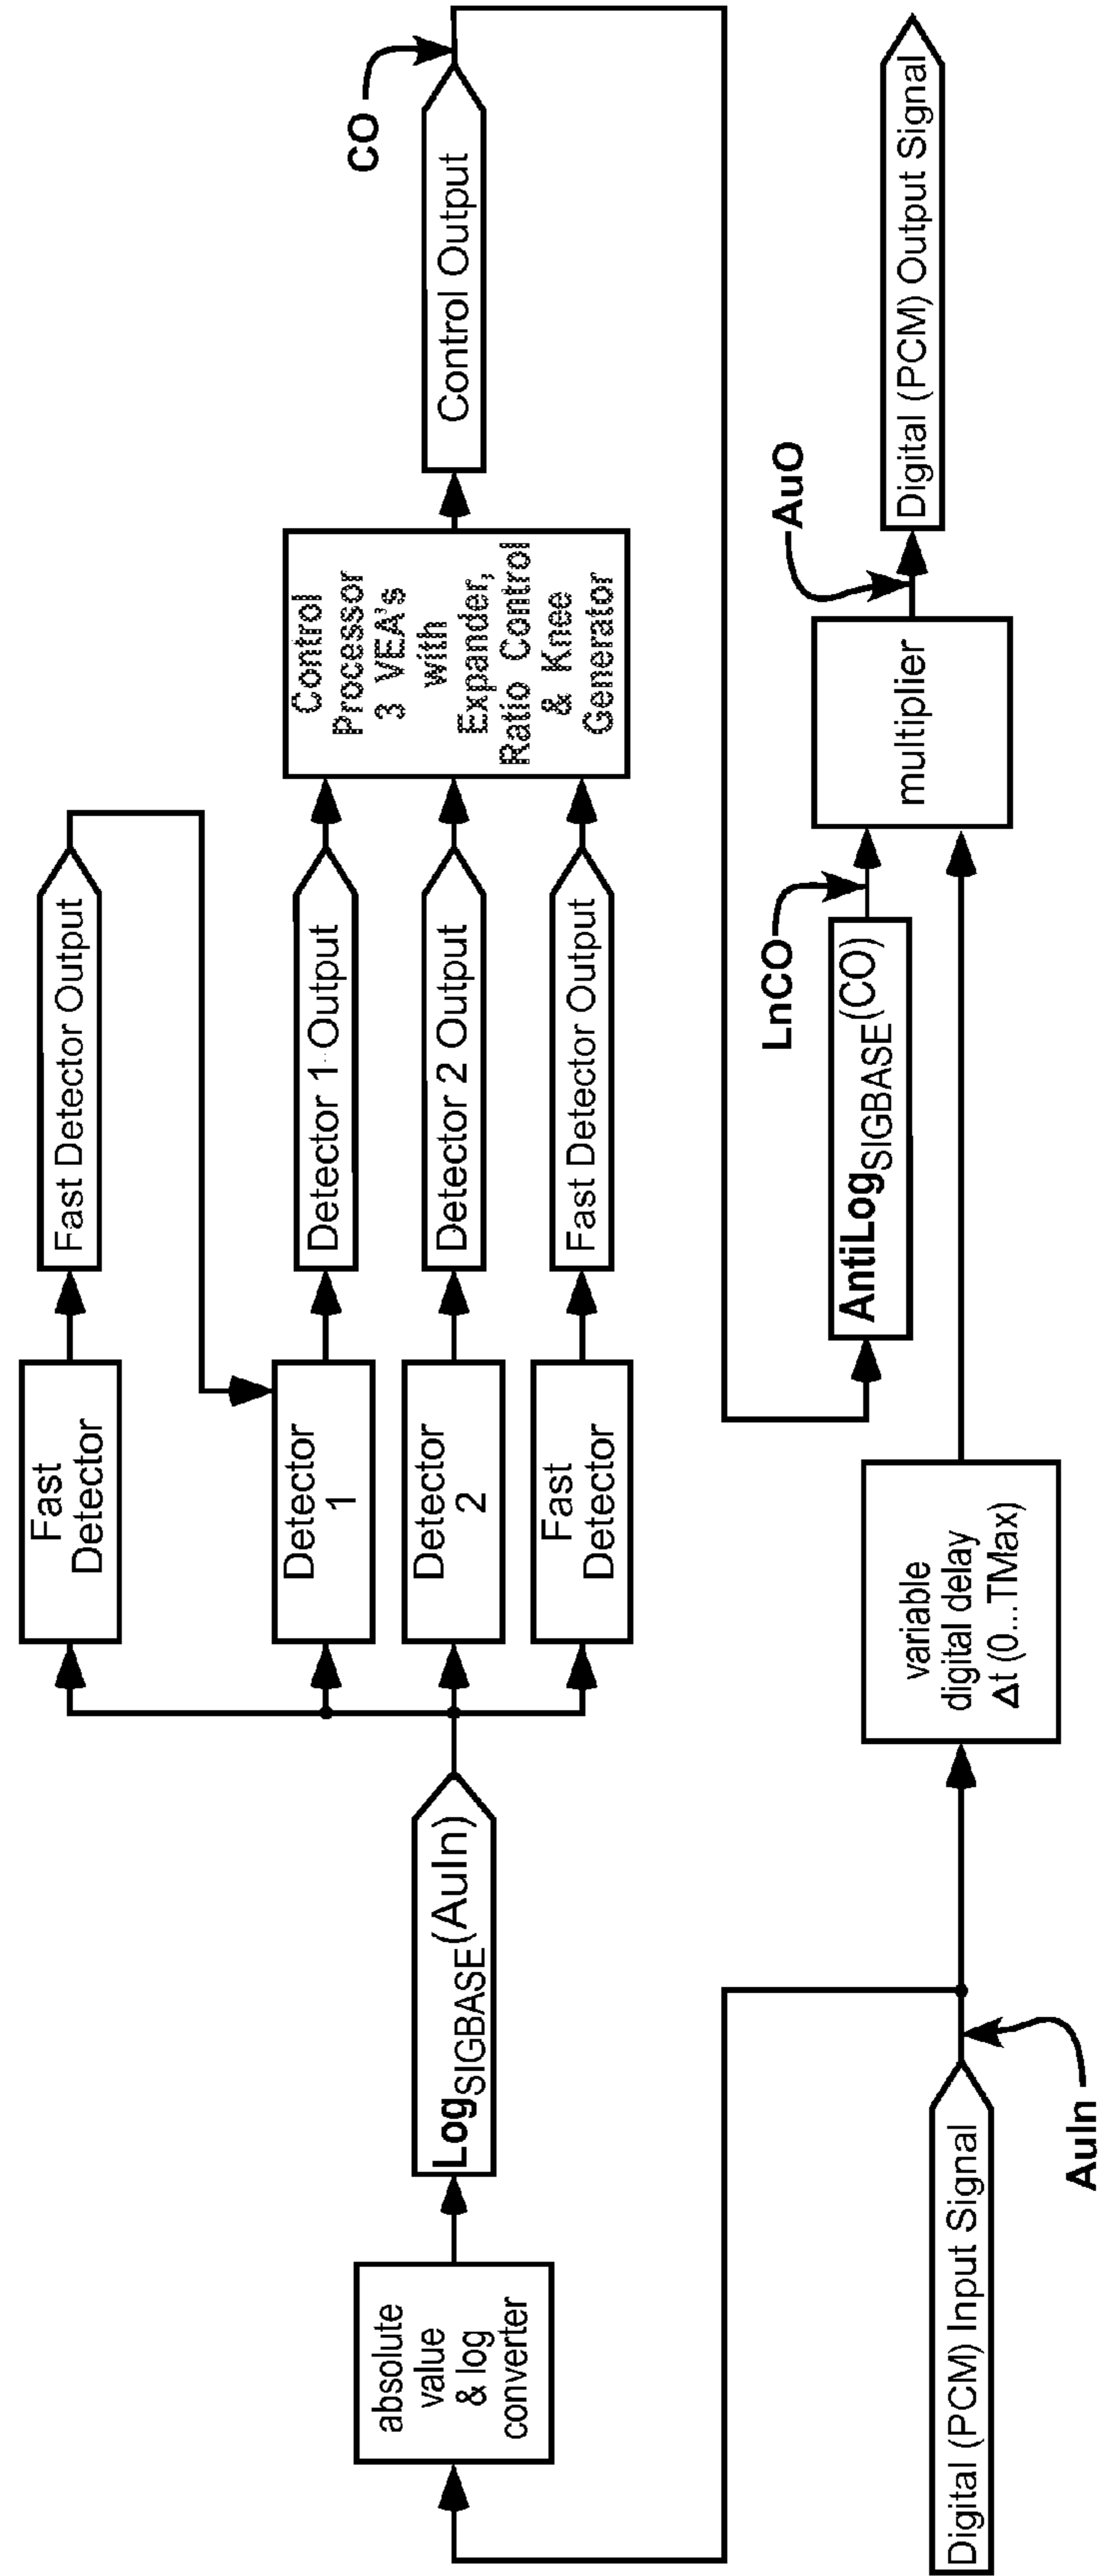 Fast
Detector
Fast Detector Output
Detector
1
Detector 1 Output
Detector
2
Detector 2 Output
Fast
Detector
Fast Detector Output
absolute
value
& log
converter
LogSIGBASE(AuIn)
Control
Processor
3 VEA's
with
Expander,
Ratio Control
& Knee
Generator
Control Output
CO
Digital (PCM) Input Signal
AuIn
variable
digital delay
Δt (0...TMax)
AntiLogSIGBASE(CO)
LnCO
multiplier
AuO
Digital (PCM) Output Signal